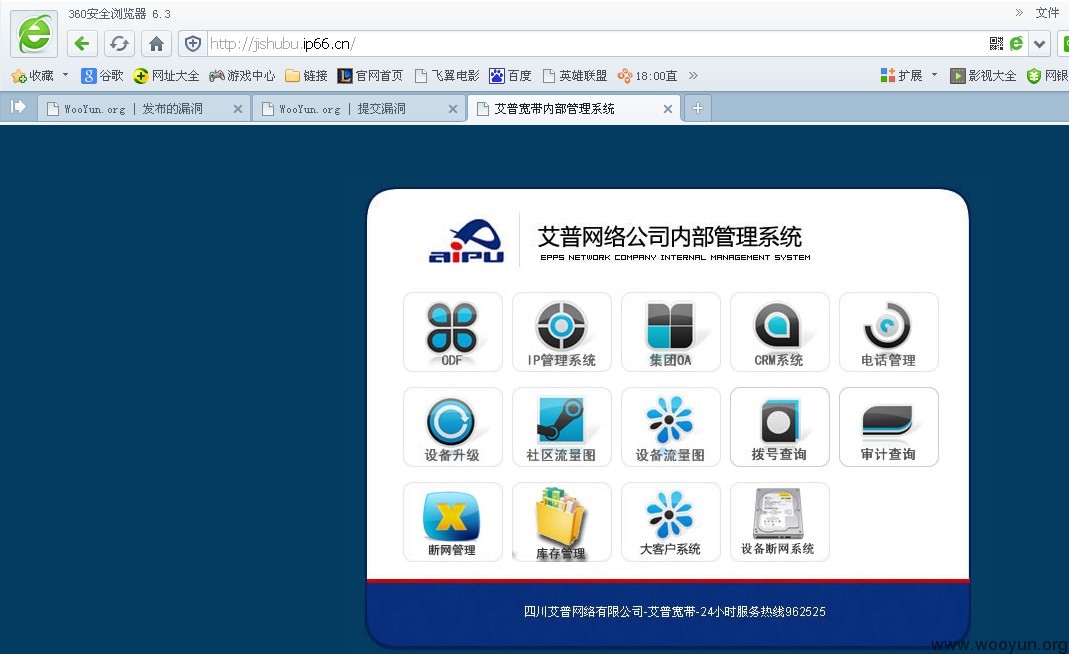 360安全浏览器 6.3
» 文件
http://jishubu.ip66.cn/
收藏 谷歌 网址大全 游戏中心 链接 官网首页 飞翼电影 百度 英雄联盟 18:00直 » 扩展 影视大全 网银
WooYun.org | 发布的漏洞 WooYun.org | 提交漏洞 艾普宽带内部管理系统
aipu
艾普网络公司内部管理系统
EPPS NETWORK COMPANY INTERNAL MANAGEMENT SYSTEM
ODF IP管理系统 集团OA CRM系统 电话管理
设备升级 社区流量图 设备流量图 拨号查询 审计查询
断网管理 库存管理 大客户系统 设备断网系统
四川艾普网络有限公司-艾普宽带-24小时服务热线962525
www.wooyun.org